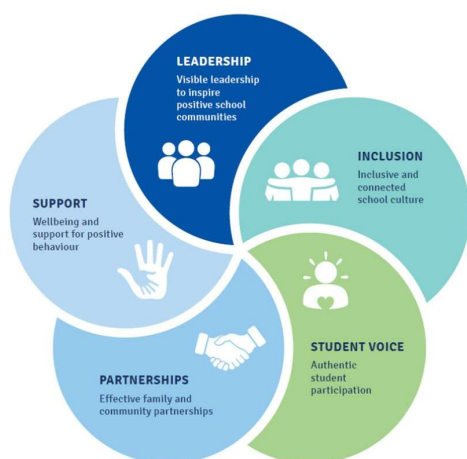 LEADERSHIP
Visible leadership
to inspire
positive school
communities
INCLUSION
Inclusive and
connected
school culture
STUDENT VOICE
Authentic
student
participation
PARTNERSHIPS
Effective family and
community partnerships
SUPPORT
Wellbeing and
support for positive
behaviour